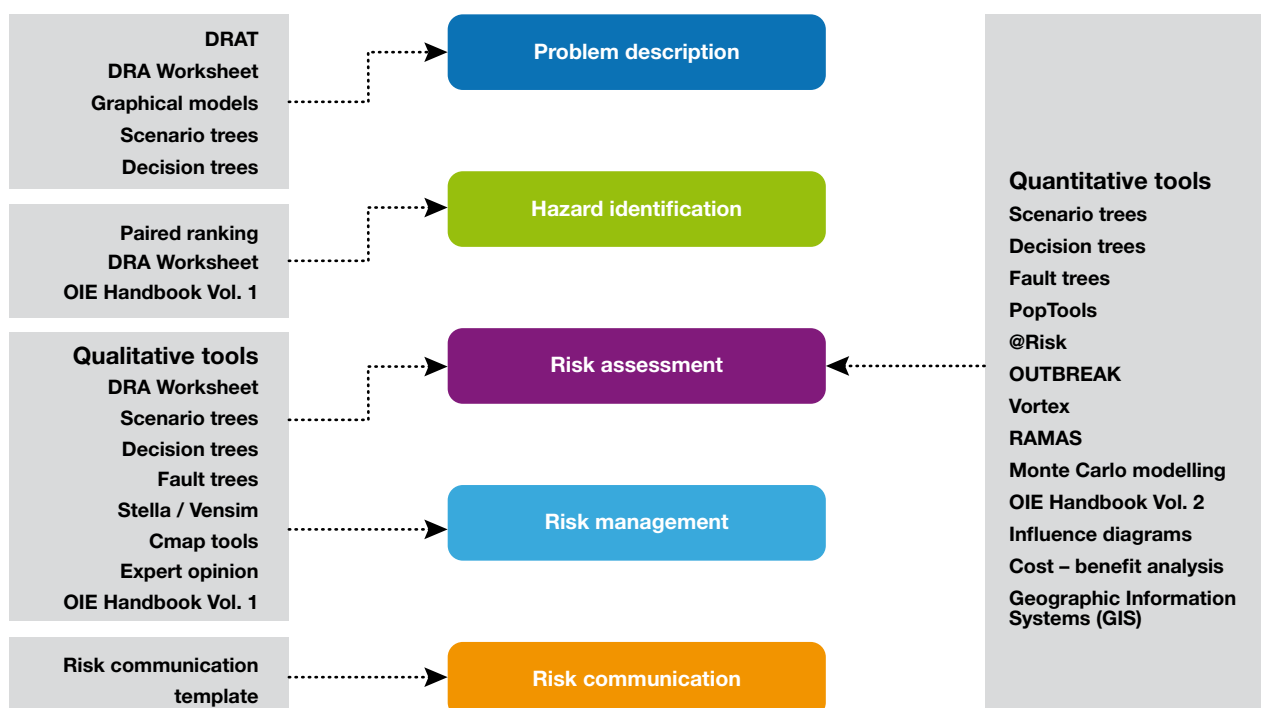 DRAT
DRA Worksheet
Graphical models
Scenario trees
Decision trees
Paired ranking
DRA Worksheet
OIE Handbook Vol. 1
Qualitative tools
DRA Worksheet
Scenario trees
Decision trees
Fault trees
Stella / Vensim
Cmap tools
Expert opinion
OIE Handbook Vol. 1
Risk communication
template
Problem description
Hazard identification
Risk assessment
Risk management
Risk communication
Quantitative tools
Scenario trees
Decision trees
Fault trees
PopTools
@Risk
OUTBREAK
Vortex
RAMAS
Monte Carlo modelling
OIE Handbook Vol. 2
Influence diagrams
Cost – benefit analysis
Geographic Information
Systems (GIS)